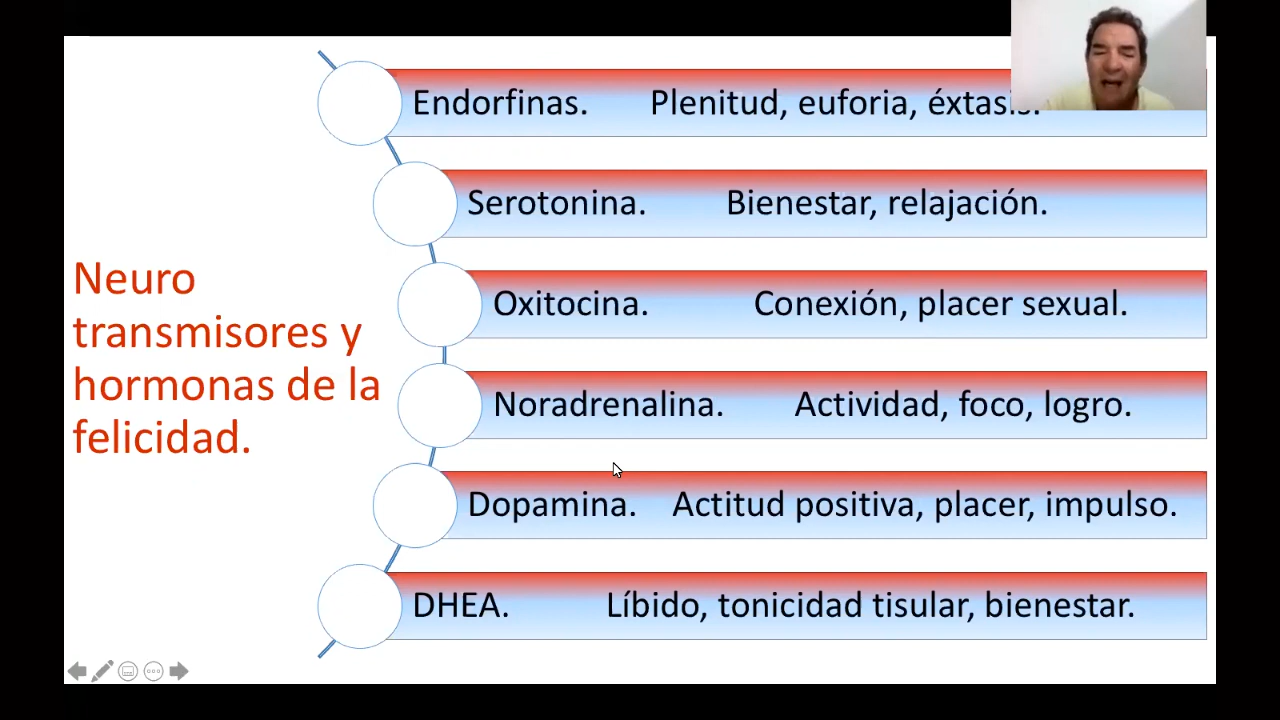 Neuro
transmisores y
hormonas de la
felicidad.
Endorfinas. Plenitud, euforia, éxtasis.
Serotonina. Bienestar, relajación.
Oxitocina. Conexión, placer sexual.
Noradrenalina. Actividad, foco, logro.
Dopamina. Actitud positiva, placer, impulso.
DHEA. Líbido, tonicidad tisular, bienestar.